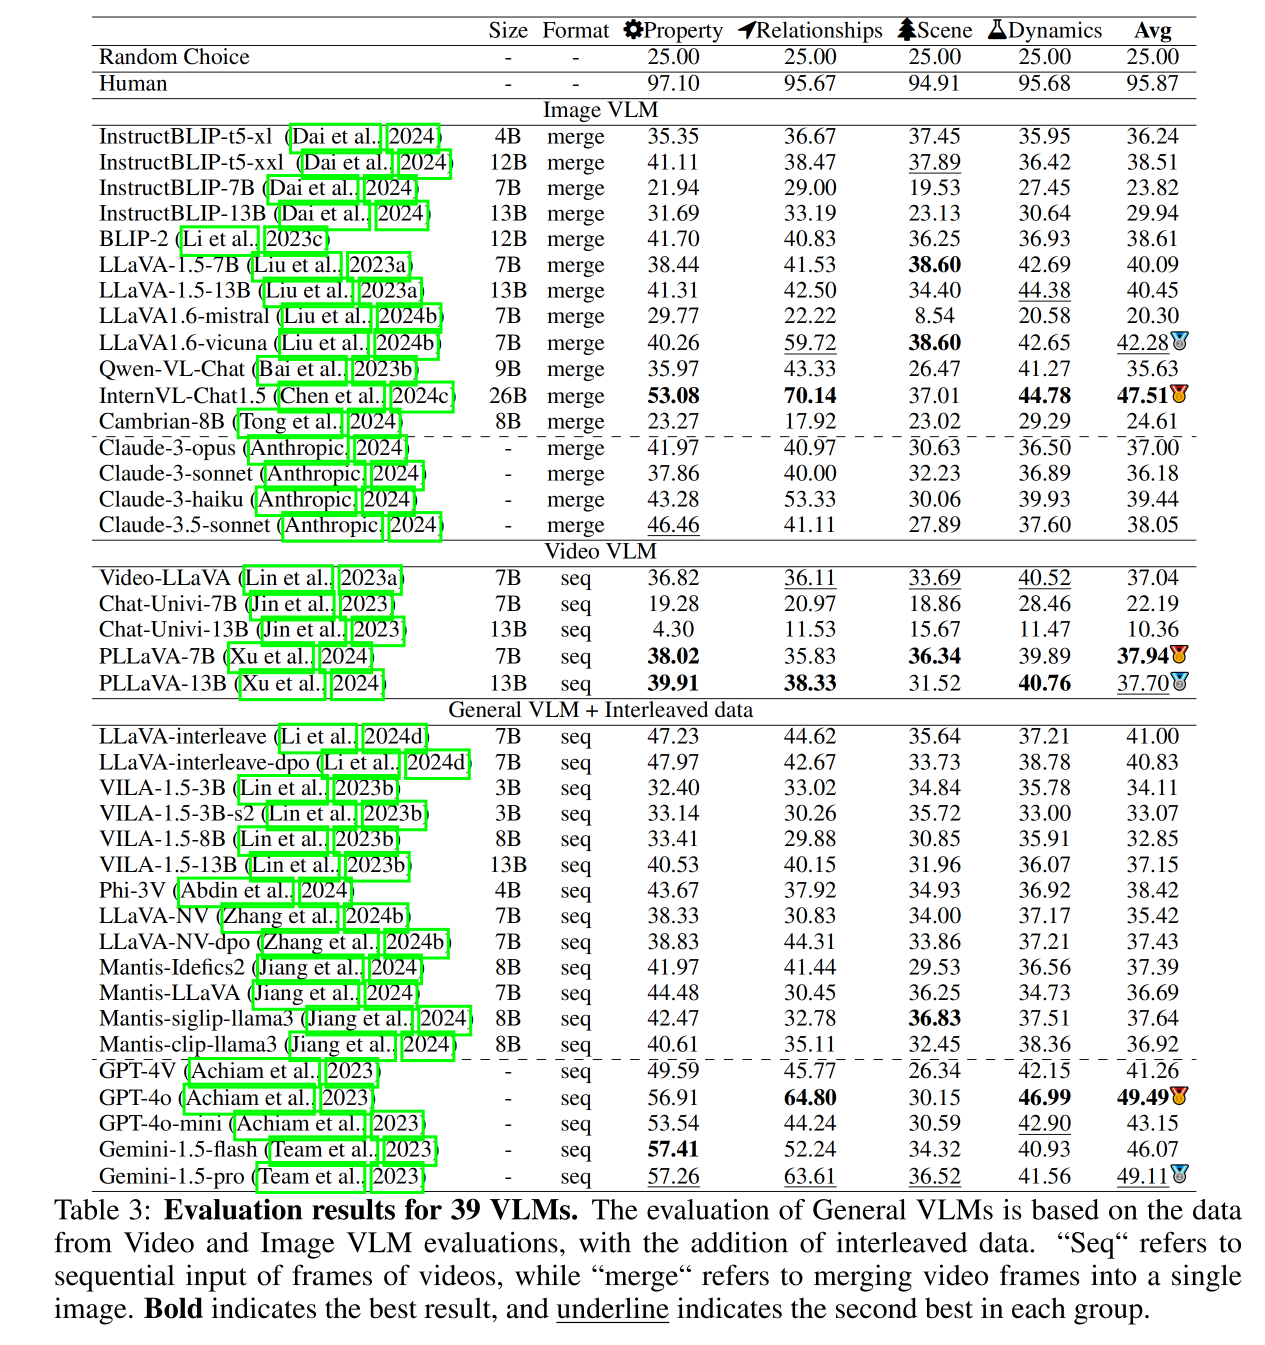 Size Format Property Relationships Scene Dynamics Avg
Random Choice - - 25.00 25.00 25.00 25.00 25.00
Human - - 97.10 95.67 94.91 95.68 95.87
Image VLM
InstructBLIP-t5-xl (Dai et al., 2024) 4B merge 35.35 36.67 37.45 35.95 36.24
InstructBLIP-t5-xxl (Dai et al., 2024) 12B merge 41.11 38.47 37.89 36.42 38.51
InstructBLIP-7B (Dai et al., 2024) 7B merge 21.94 29.00 19.53 27.45 23.82
InstructBLIP-13B (Dai et al., 2024) 13B merge 31.69 33.19 23.13 30.64 29.94
BLIP-2 (Li et al., 2023c) 12B merge 41.70 40.83 36.25 36.93 38.61
LLaVA-1.5-7B (Liu et al., 2023a) 7B merge 38.44 41.53 38.60 42.69 40.09
LLaVA-1.5-13B (Liu et al., 2023a) 13B merge 41.31 42.50 34.40 44.38 40.45
LLaVA1.6-mistral (Liu et al., 2024b) 7B merge 29.77 22.22 8.54 20.58 20.30
LLaVA1.6-vicuna (Liu et al., 2024b) 7B merge 40.26 59.72 38.60 42.65 42.28
Qwen-VL-Chat (Bai et al., 2023b) 9B merge 35.97 43.33 26.47 41.27 35.63
InternVL-Chat1.5 (Chen et al., 2024c) 26B merge 53.08 70.14 37.01 44.78 47.51
Cambrian-8B (Tong et al., 2024) 8B merge 23.27 17.92 23.02 29.29 24.61
Claude-3-opus (Anthropic, 2024) - merge 41.97 40.97 30.63 36.50 37.00
Claude-3-sonnet (Anthropic, 2024) - merge 37.86 40.00 32.23 36.89 36.18
Claude-3-haiku (Anthropic, 2024) - merge 43.28 53.33 30.06 39.93 39.44
Claude-3.5-sonnet (Anthropic, 2024) - merge 46.46 41.11 27.89 37.60 38.05
Video VLM
Video-LLaVA (Lin et al., 2023a) 7B seq 36.82 36.11 33.69 40.52 37.04
Chat-Univi-7B (Jin et al., 2023) 7B seq 19.28 20.97 18.86 28.46 22.19
Chat-Univi-13B (Jin et al., 2023) 13B seq 4.30 11.53 15.67 11.47 10.36
PLLaVA-7B (Xu et al., 2024) 7B seq 38.02 35.83 36.34 39.89 37.94
PLLaVA-13B (Xu et al., 2024) 13B seq 39.91 38.33 31.52 40.76 37.70
General VLM + Interleaved data
LLaVA-interleave (Li et al., 2024d) 7B seq 47.23 44.62 35.64 37.21 41.00
LLaVA-interleave-dpo (Li et al., 2024d) 7B seq 47.97 42.67 33.73 38.78 40.83
VILA-1.5-3B (Lin et al., 2023b) 3B seq 32.40 33.02 34.84 35.78 34.11
VILA-1.5-3B-s2 (Lin et al., 2023b) 3B seq 33.14 30.26 35.72 33.00 33.07
VILA-1.5-8B (Lin et al., 2023b) 8B seq 33.41 29.88 30.85 35.91 32.85
VILA-1.5-13B (Lin et al., 2023b) 13B seq 40.53 40.15 31.96 36.07 37.15
Phi-3V (Abdin et al., 2024) 4B seq 43.67 37.92 34.93 36.92 38.42
LLaVA-NV (Zhang et al., 2024b) 7B seq 38.33 30.83 34.00 37.17 35.42
LLaVA-NV-dpo (Zhang et al., 2024b) 7B seq 38.83 44.31 33.86 37.21 37.43
Mantis-Idefics2 (Jiang et al., 2024) 8B seq 41.97 41.44 29.53 36.56 37.39
Mantis-LLaVA (Jiang et al., 2024) 7B seq 44.48 30.45 36.25 34.73 36.69
Mantis-siglip-llama3 (Jiang et al., 2024) 8B seq 42.47 32.78 36.83 37.51 37.64
Mantis-clip-llama3 (Jiang et al., 2024) 8B seq 40.61 35.11 32.45 38.36 36.92
GPT-4V (Achiam et al., 2023) - seq 49.59 45.77 26.34 42.15 41.26
GPT-4o (Achiam et al., 2023) - seq 56.91 64.80 30.15 46.99 49.49
GPT-4o-mini (Achiam et al., 2023) - seq 53.54 44.24 30.59 42.90 43.15
Gemini-1.5-flash (Team et al., 2023) - seq 57.41 52.24 34.32 40.93 46.07
Gemini-1.5-pro (Team et al., 2023) - seq 57.26 63.61 36.52 41.56 49.11
Table 3: Evaluation results for 39 VLMs. The evaluation of General VLMs is based on the data
from Video and Image VLM evaluations, with the addition of interleaved data. “Seq“ refers to
sequential input of frames of videos, while “merge“ refers to merging video frames into a single
image. Bold indicates the best result, and underline indicates the second best in each group.